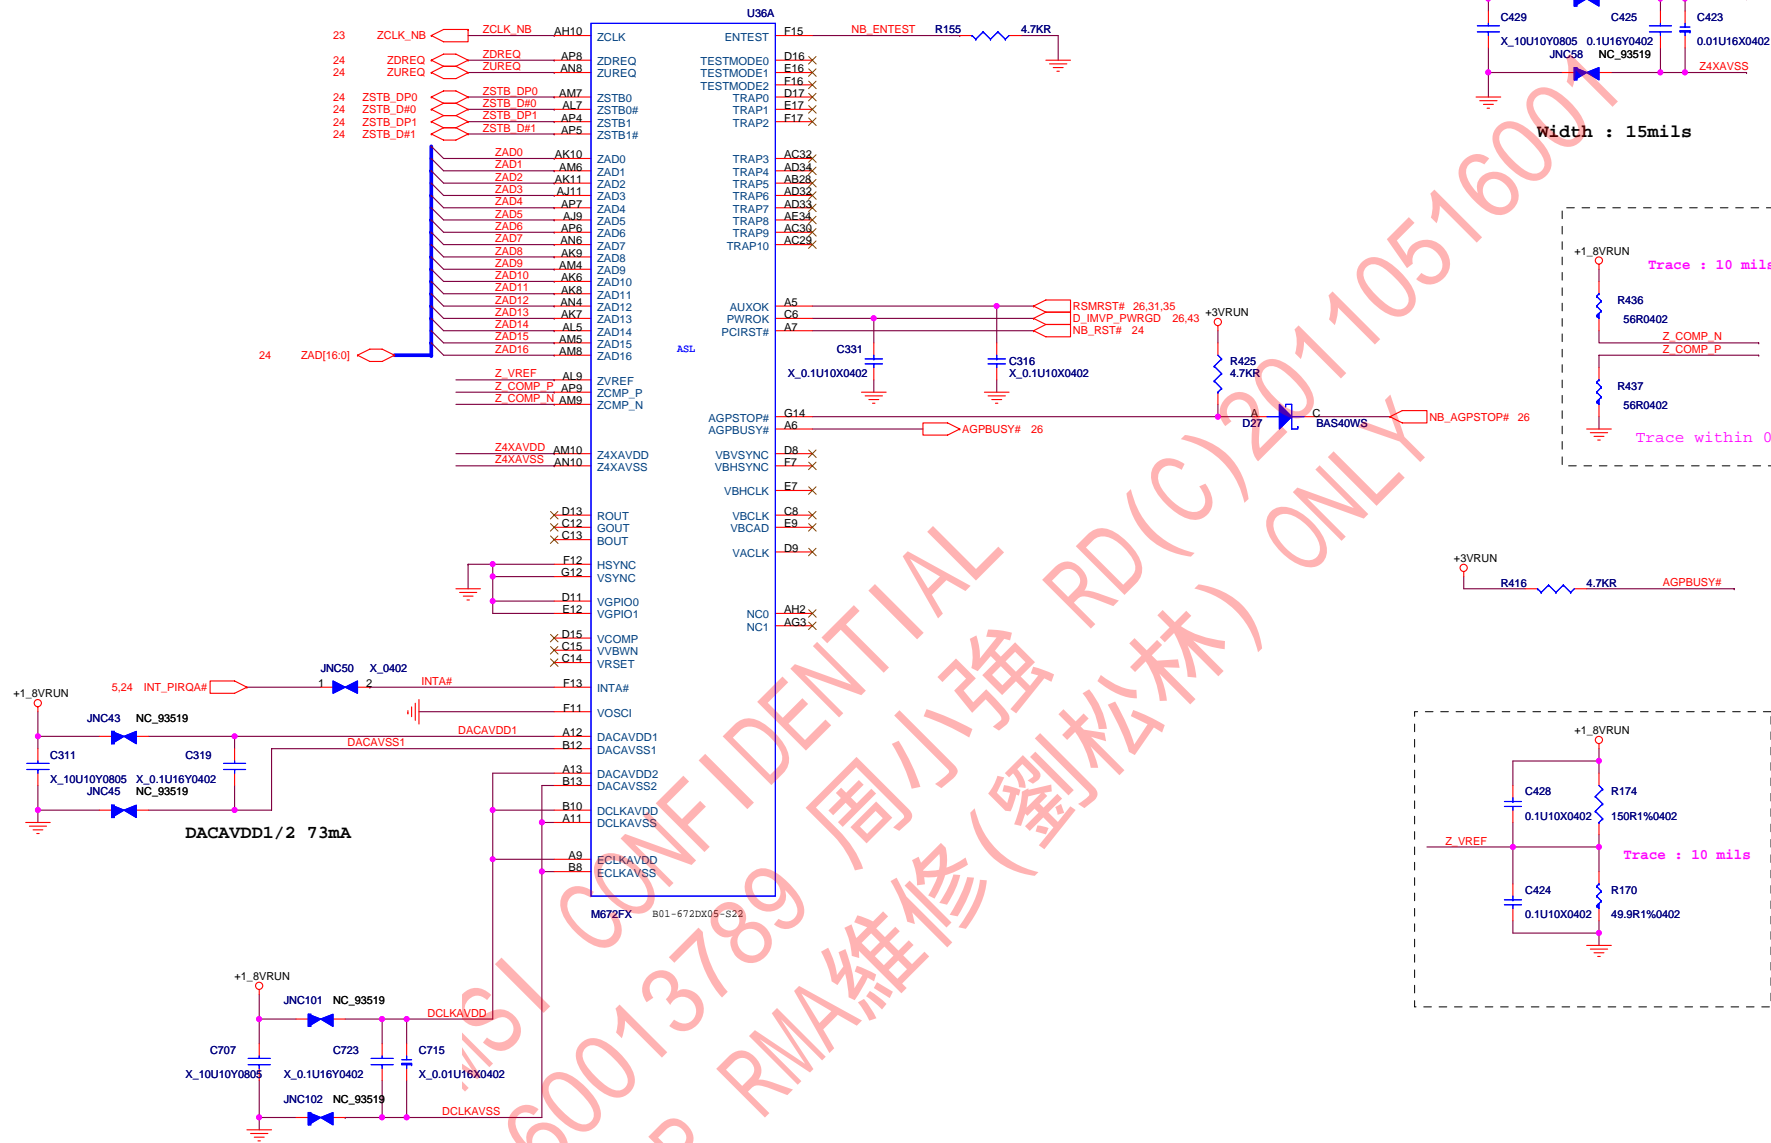 U36A
23 ZCLK_NB ZCLK_NB AH10 ZCLK
24 ZDREQ ZDREQ AP8 ZDREQ
24 ZUREQ ZUREQ AN8 ZUREQ
24 ZSTB_DP0 ZSTB_DP0 AM7 ZSTB0
24 ZSTB_D#0 ZSTB_D#0 AL7 ZSTB0#
24 ZSTB_DP1 ZSTB_DP1 AP4 ZSTB1
24 ZSTB_D#1 ZSTB_D#1 AP5 ZSTB1#
ZAD0 AK10 ZAD0
ZAD1 AM6 ZAD1
ZAD2 AK11 ZAD2
ZAD3 AJ11 ZAD3
ZAD4 AP7 ZAD4
ZAD5 AJ9 ZAD5
ZAD6 AP6 ZAD6
ZAD7 AN6 ZAD7
ZAD8 AK9 ZAD8
ZAD9 AM4 ZAD9
ZAD10 AK6 ZAD10
ZAD11 AK8 ZAD11
ZAD12 AN4 ZAD12
ZAD13 AK7 ZAD13
ZAD14 AL5 ZAD14
ZAD15 AM5 ZAD15
ZAD16 AM8 ZAD16
24 ZAD[16:0]
Z_VREF AL9 ZVREF
Z_COMP_P AP9 ZCMP_P
Z_COMP_N AM9 ZCMP_N
Z4XAVDD AM10 Z4XAVDD
Z4XAVSS AN10 Z4XAVSS
D13 ROUT
C12 GOUT
C13 BOUT
F12 HSYNC
G12 VSYNC
D11 VGPIO0
E12 VGPIO1
D15 VCOMP
C15 VVBWN
C14 VRSET
JNC50 X_0402
5,24 INT_PIRQA# 1 2 INTA# F13 INTA#
F11 VOSCI
+1_8VRUN
JNC43 NC_93519
DACAVDD1 A12 DACAVDD1
DACAVSS1 B12 DACAVSS1
C311 C319
X_10U10Y0805 X_0.1U16Y0402
JNC45 NC_93519
DACAVDD1/2 73mA
A13 DACAVDD2
B13 DACAVSS2
B10 DCLKAVDD
A11 DCLKAVSS
A9 ECLKAVDD
B8 ECLKAVSS
ASL
M672FX B01-672DX05-S22
+1_8VRUN
JNC101 NC_93519
DCLKAVDD
C707 C723 C715
X_10U10Y0805 X_0.1U16Y0402 X_0.01U16X0402
JNC102 NC_93519
DCLKAVSS
ENTEST F15 NB_ENTEST R155 4.7KR
TESTMODE0 D16
TESTMODE1 E16
TESTMODE2 F16
TRAP0 D17
TRAP1 E17
TRAP2 F17
TRAP3 AC32
TRAP4 AD34
TRAP5 AB28
TRAP6 AD32
TRAP7 AD33
TRAP8 AE34
TRAP9 AC30
TRAP10 AC29
AUXOK A5 RSMRST# 26,31,35
PWROK C6 D_IMVP_PWRGD 26,43
PCIRST# A7 NB_RST# 24
C331
X_0.1U10X0402
C316
X_0.1U10X0402
+3VRUN
R425
4.7KR
AGPSTOP# G14 A D27 C BAS40WS NB_AGPSTOP# 26
AGPBUSY# A6 AGPBUSY# 26
VBVSYNC D8
VBHSYNC F7
VBHCLK E7
VBCLK C8
VBCAD E9
VACLK D9
NC0 AH2
NC1 AG3
C429 C425 C423
X_10U10Y0805 0.1U16Y0402 0.01U16X0402
JNC58 NC_93519
Z4XAVSS
Width : 15mils
+1_8VRUN
Trace : 10 mils
R436
56R0402
Z_COMP_N
Z_COMP_P
R437
56R0402
Trace within 0
+3VRUN
R416 4.7KR AGPBUSY#
+1_8VRUN
C428
0.1U10X0402
R174
150R1%0402
Z_VREF
Trace : 10 mils
C424
0.1U10X0402
R170
49.9R1%0402
MSI CONFIDENTIAL
60013789 周小強 RD(C)20110516001
RMA維修(劉松林) ONLY